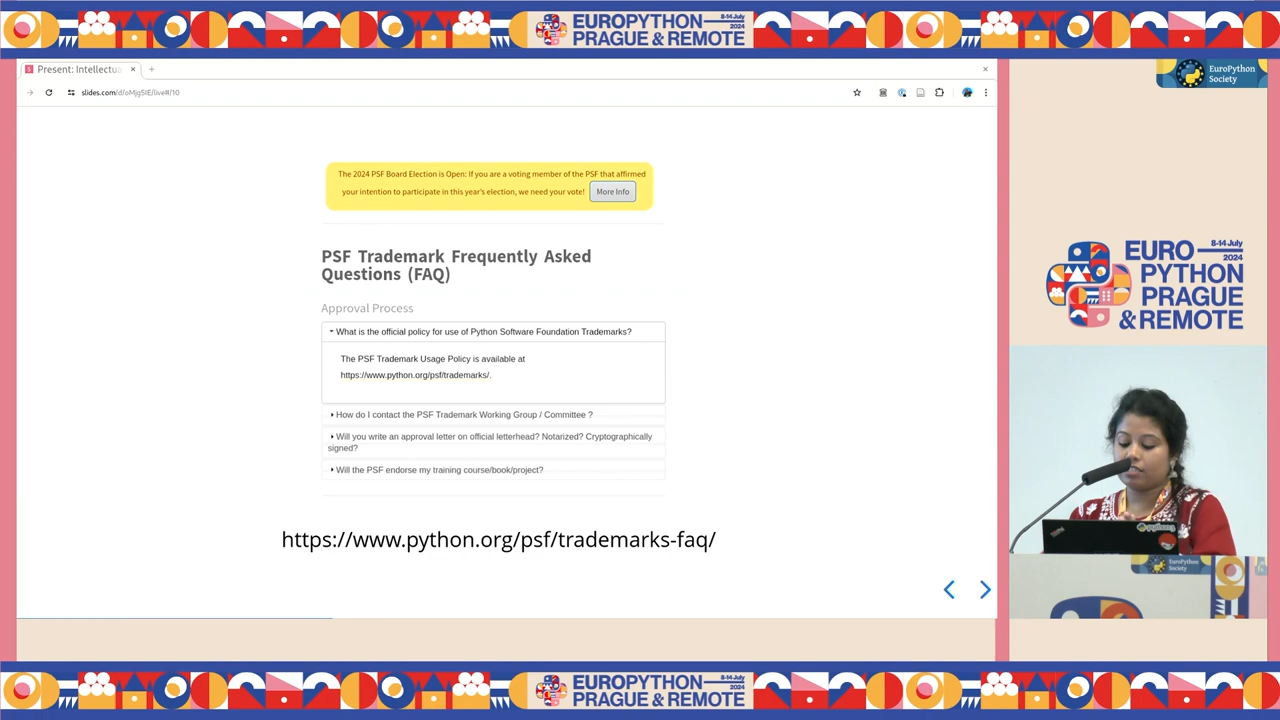 EUROPYTHON 8-14 July 2024
PRAGUE & REMOTE
Present: Intellectua
slides.com/d/oMjg5IE/live#/10
EuroPython
Society
The 2024 PSF Board Election is Open: If you are a voting member of the PSF that affirmed
your intention to participate in this year's election, we need your vote! More Info
PSF Trademark Frequently Asked
Questions (FAQ)
Approval Process
What is the official policy for use of Python Software Foundation Trademarks?
The PSF Trademark Usage Policy is available at
https://www.python.org/psf/trademarks/.
How do I contact the PSF Trademark Working Group / Committee ?
Will you write an approval letter on official letterhead? Notarized? Cryptographically
signed?
Will the PSF endorse my training course/book/project?
https://www.python.org/psf/trademarks-faq/
EURO 8-14 July 2024
PYTHON
PRAGUE
& REMOTE
EuroPython
Society
EUROPYTHON 8-14 July 2024
PRAGUE & REMOTE